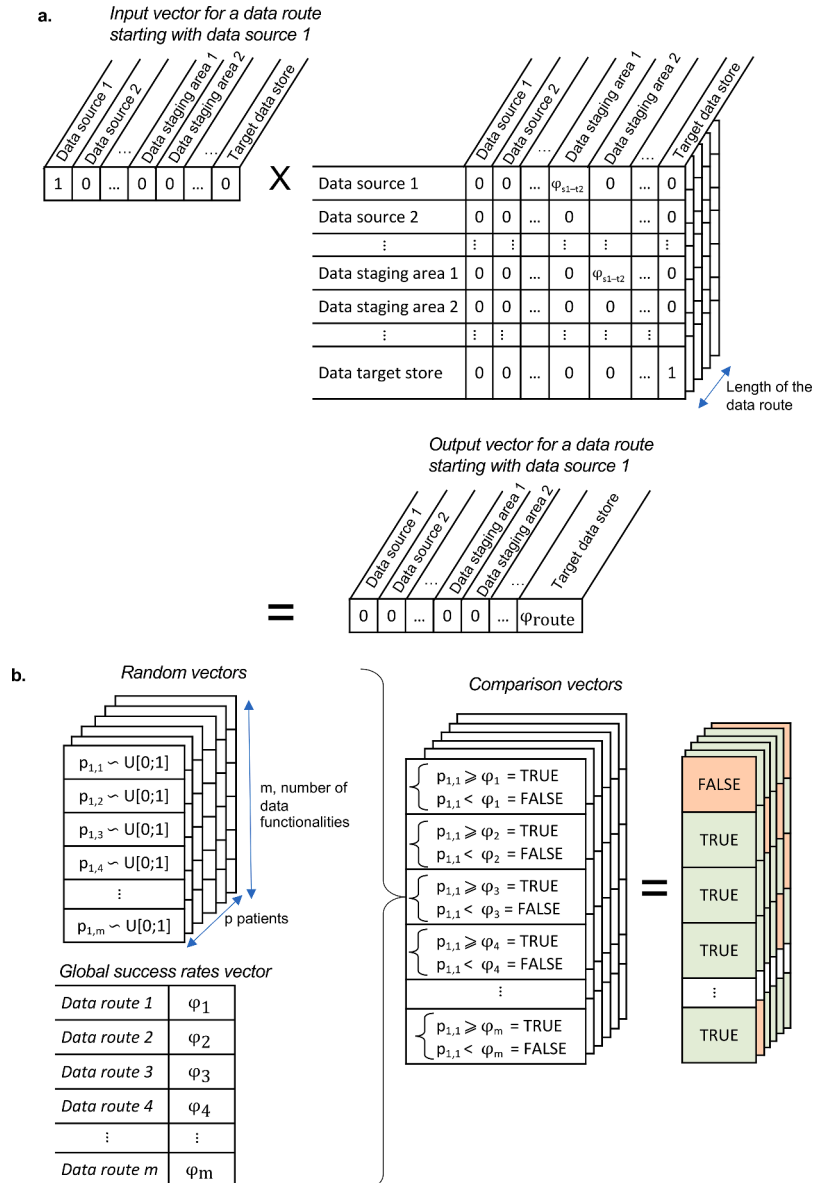 a.
Input vector for a data route
starting with data source 1
Data source 1
Data source 2
...
Data staging area 1
Data staging area 2
...
Target data store
1 0 ... 0 0 ... 0
X
Data source 1
Data source 2
...
Data staging area 1
Data staging area 2
...
Target data store
Data source 1 0 0 ... φs1–t2 0 ... 0
Data source 2 0 0 ... 0 ... 0
⋮ ⋮ ⋮ ⋮ ⋮ ⋮
Data staging area 1 0 0 ... 0 φs1–t2 ... 0
Data staging area 2 0 0 ... 0 0 ... 0
⋮ ⋮ ⋮ ⋮ ⋮ ⋮
Data target store 0 0 ... 0 0 ... 1
Length of the
data route
Output vector for a data route
starting with data source 1
Data source 1
Data source 2
...
Data staging area 1
Data staging area 2
...
Target data store
=
0 0 ... 0 0 ... φroute
b.
Random vectors
p1,1 ∽ U[0;1]
p1,2 ∽ U[0;1]
p1,3 ∽ U[0;1]
p1,4 ∽ U[0;1]
⋮
p1,m ∽ U[0;1]
m, number of
data
functionalities
p patients
Global success rates vector
Data route 1 φ1
Data route 2 φ2
Data route 3 φ3
Data route 4 φ4
⋮ ⋮
Data route m φm
Comparison vectors
p1,1 ⩾ φ1 = TRUE
p1,1 < φ1 = FALSE
p1,1 ⩾ φ2 = TRUE
p1,1 < φ2 = FALSE
p1,1 ⩾ φ3 = TRUE
p1,1 < φ3 = FALSE
p1,1 ⩾ φ4 = TRUE
p1,1 < φ4 = FALSE
⋮
p1,1 ⩾ φm = TRUE
p1,1 < φm = FALSE
=
FALSE
TRUE
TRUE
TRUE
⋮
TRUE